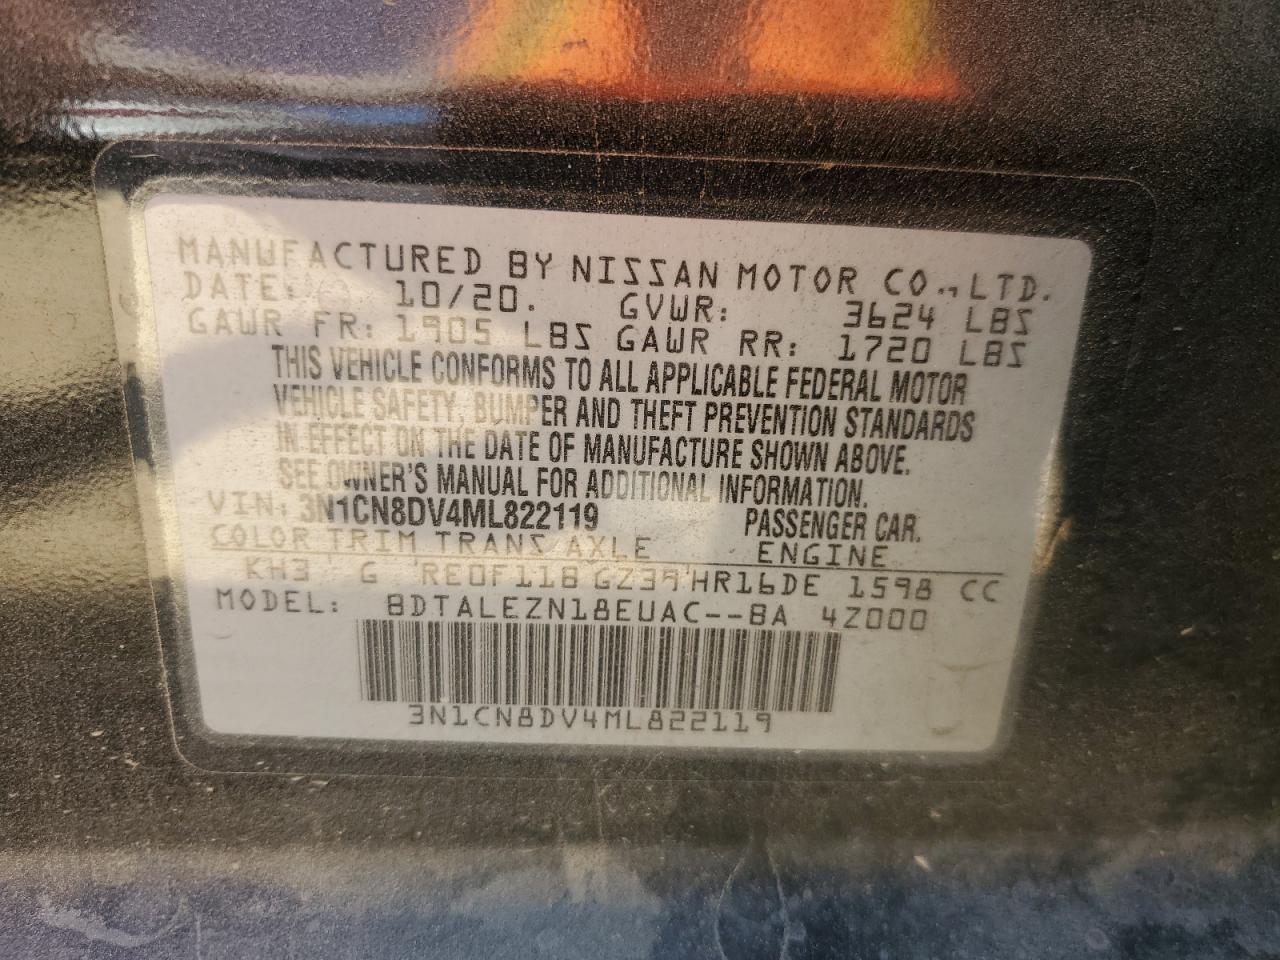 MANUFACTURED BY NISSAN MOTOR CO., LTD.
DATE: 10/20. GVWR: 3624 LBS
GAWR FR: 1905 LBS GAWR RR: 1720 LBS
THIS VEHICLE CONFORMS TO ALL APPLICABLE FEDERAL MOTOR
VEHICLE SAFETY, BUMPER AND THEFT PREVENTION STANDARDS
IN EFFECT ON THE DATE OF MANUFACTURE SHOWN ABOVE.
SEE OWNER'S MANUAL FOR ADDITIONAL INFORMATION.
VIN: 3N1CN8DV4ML822119 PASSENGER CAR.
COLOR TRIM TRANS AXLE ENGINE
KH3 G RE0F11B GZ39 HR16DE 1598 CC
MODEL: BDTALEZN18EUAC--BA 4Z000
3N1CN8DV4ML822119